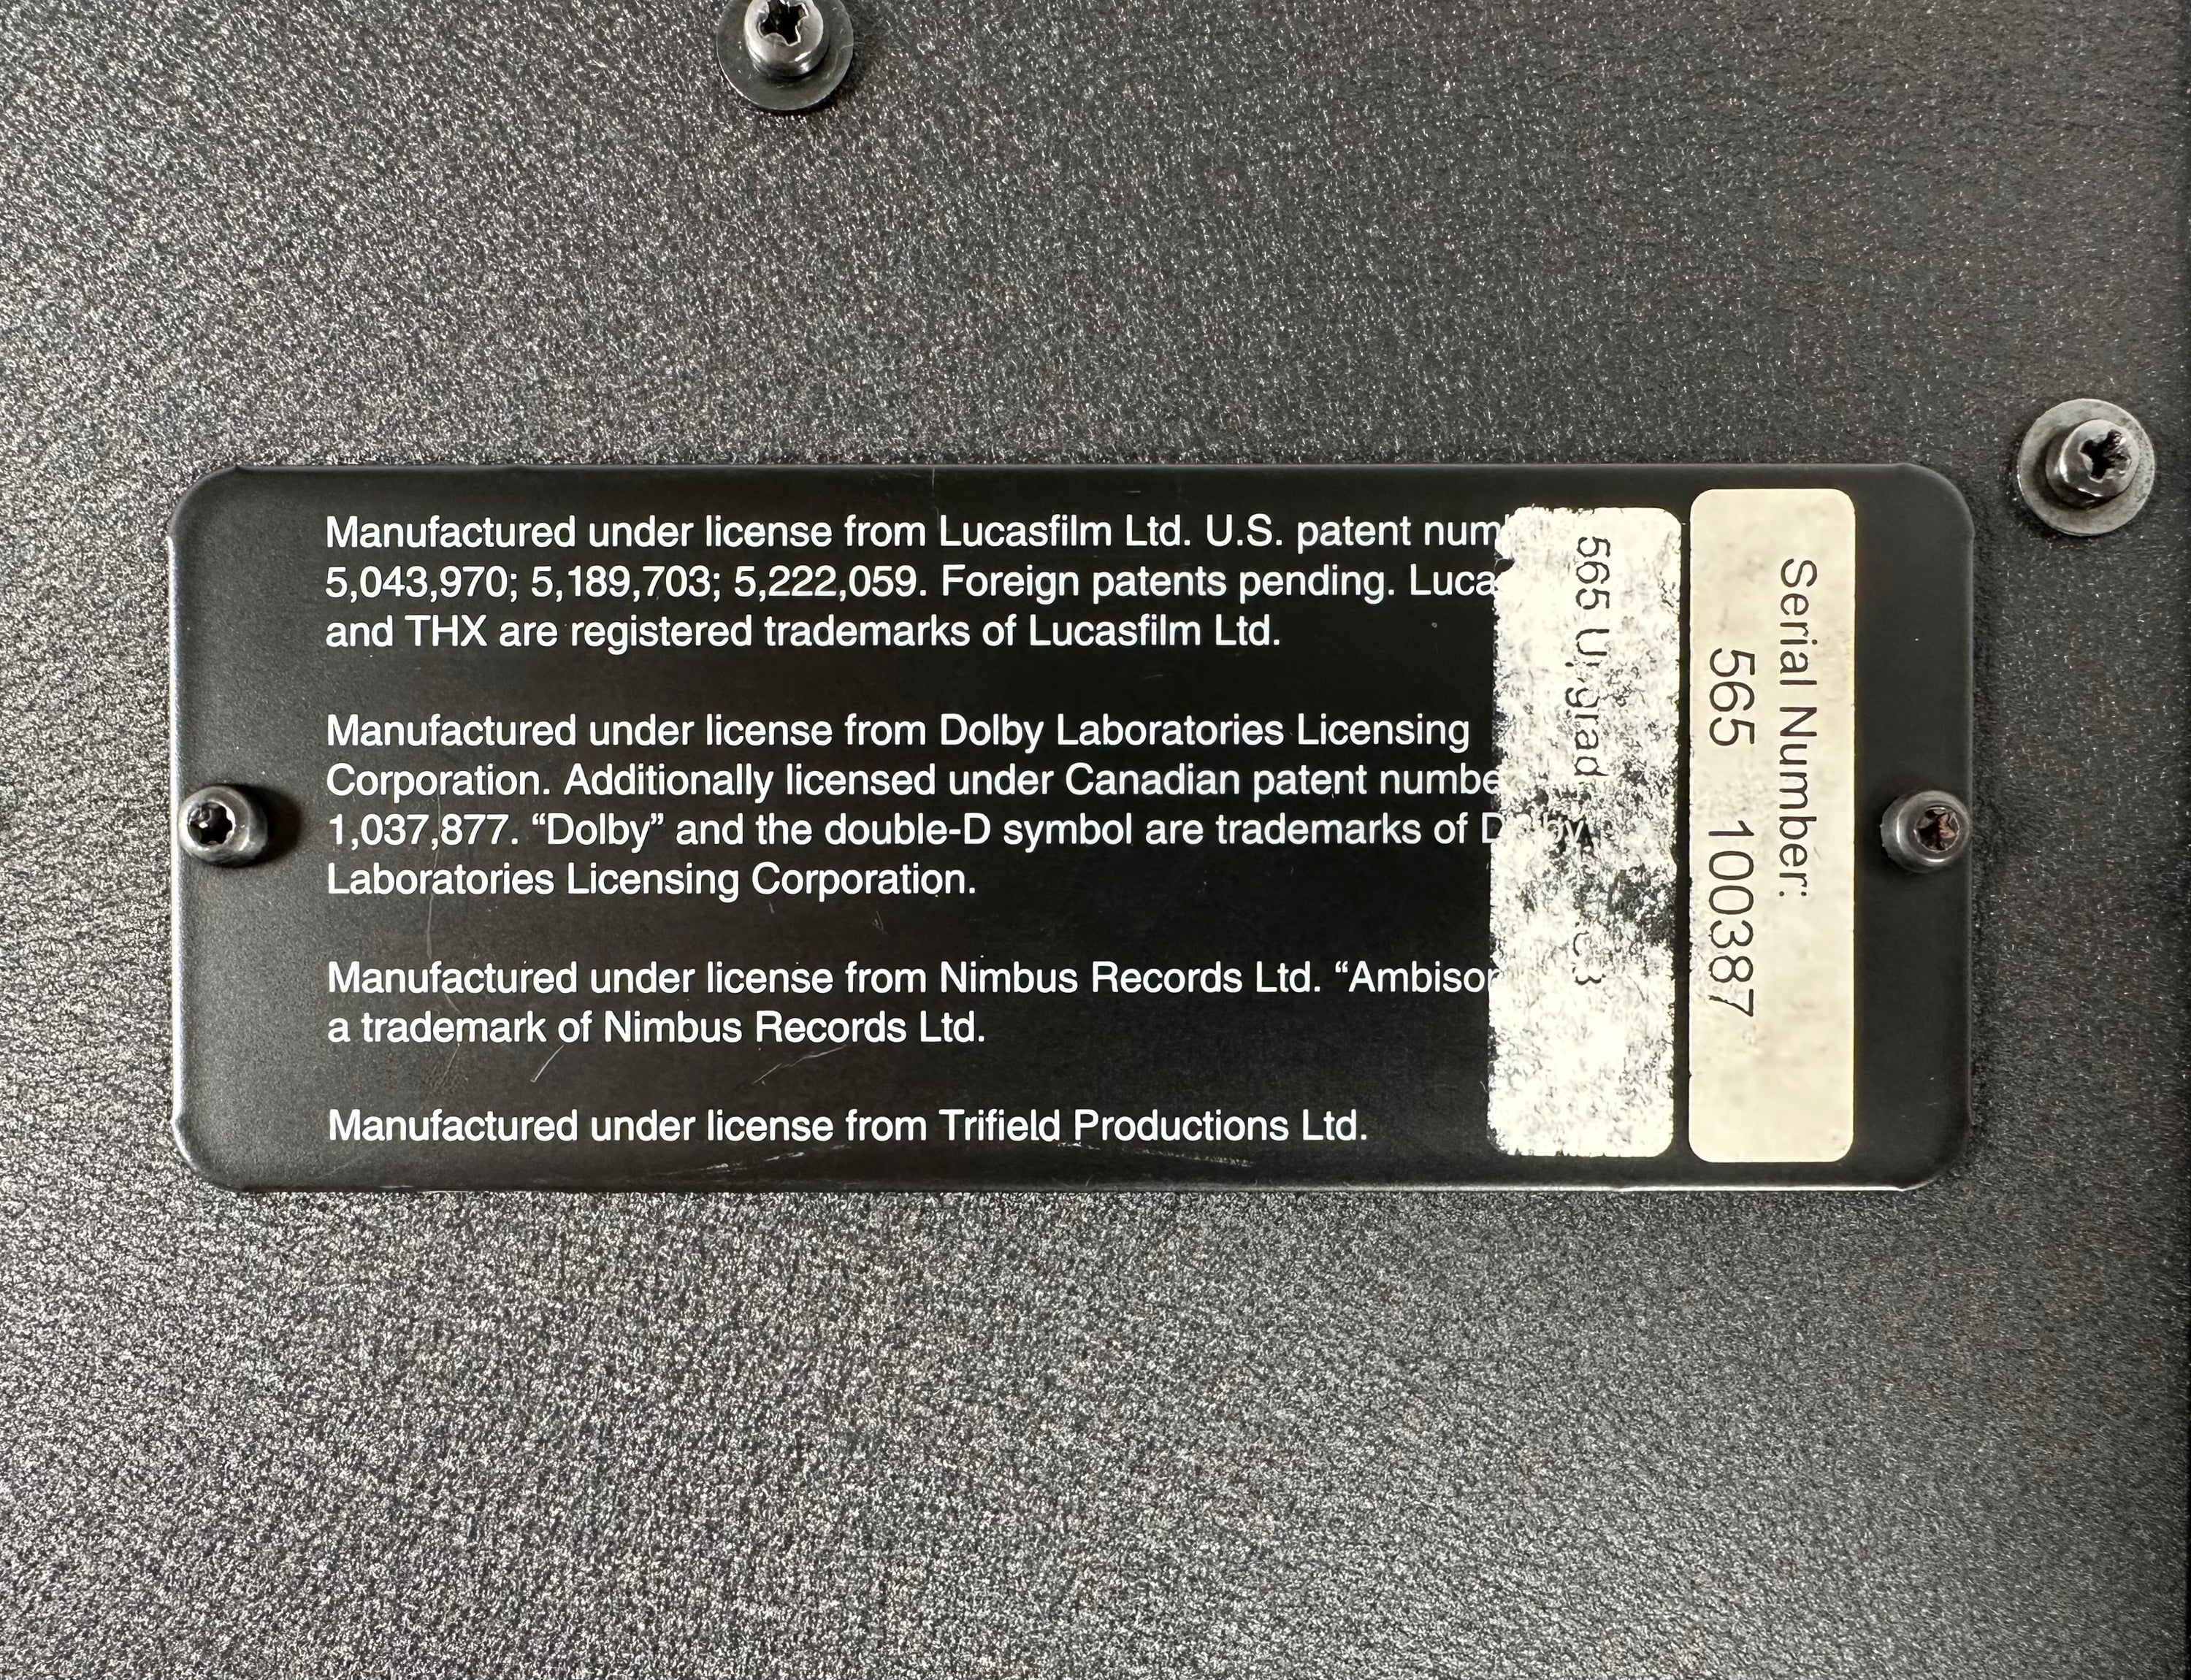 Manufactured under license from Lucasfilm Ltd. U.S. patent
5,043,970; 5,189,703; 5,222,059. Foreign patents pending.
and THX are registered trademarks of Lucasfilm Ltd.
Manufactured under license from Dolby Laboratories Licensing
Corporation. Additionally licensed under Canadian patent
1,037,877. “Dolby” and the double-D symbol are trademarks of Dolby
Laboratories Licensing Corporation.
Manufactured under license from Nimbus Records Ltd.
a trademark of Nimbus Records Ltd.
Manufactured under license from Trifield Productions Ltd.
565
Serial Number:
565 100387